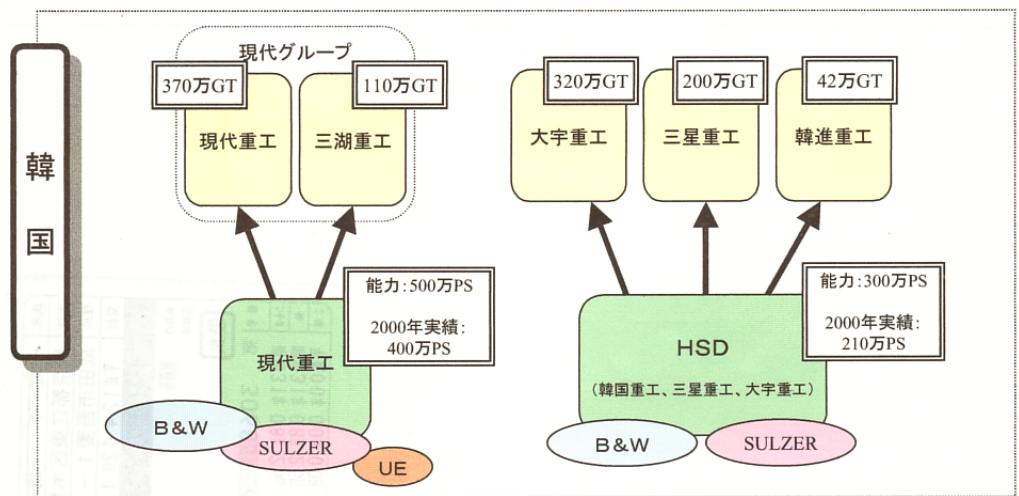 韓国
現代グループ
370万GT
110万GT
現代重工
三湖重工
320万GT
200万GT
42万GT
大宇重工
三星重工
韓進重工
能力:500万PS
2000年実績:
400万PS
現代重工
B&W
SULZER
UE
能力:300万PS
2000年実績:
210万PS
HSD
(韓国重工、三星重工、大宇重工)
B&W
SULZER